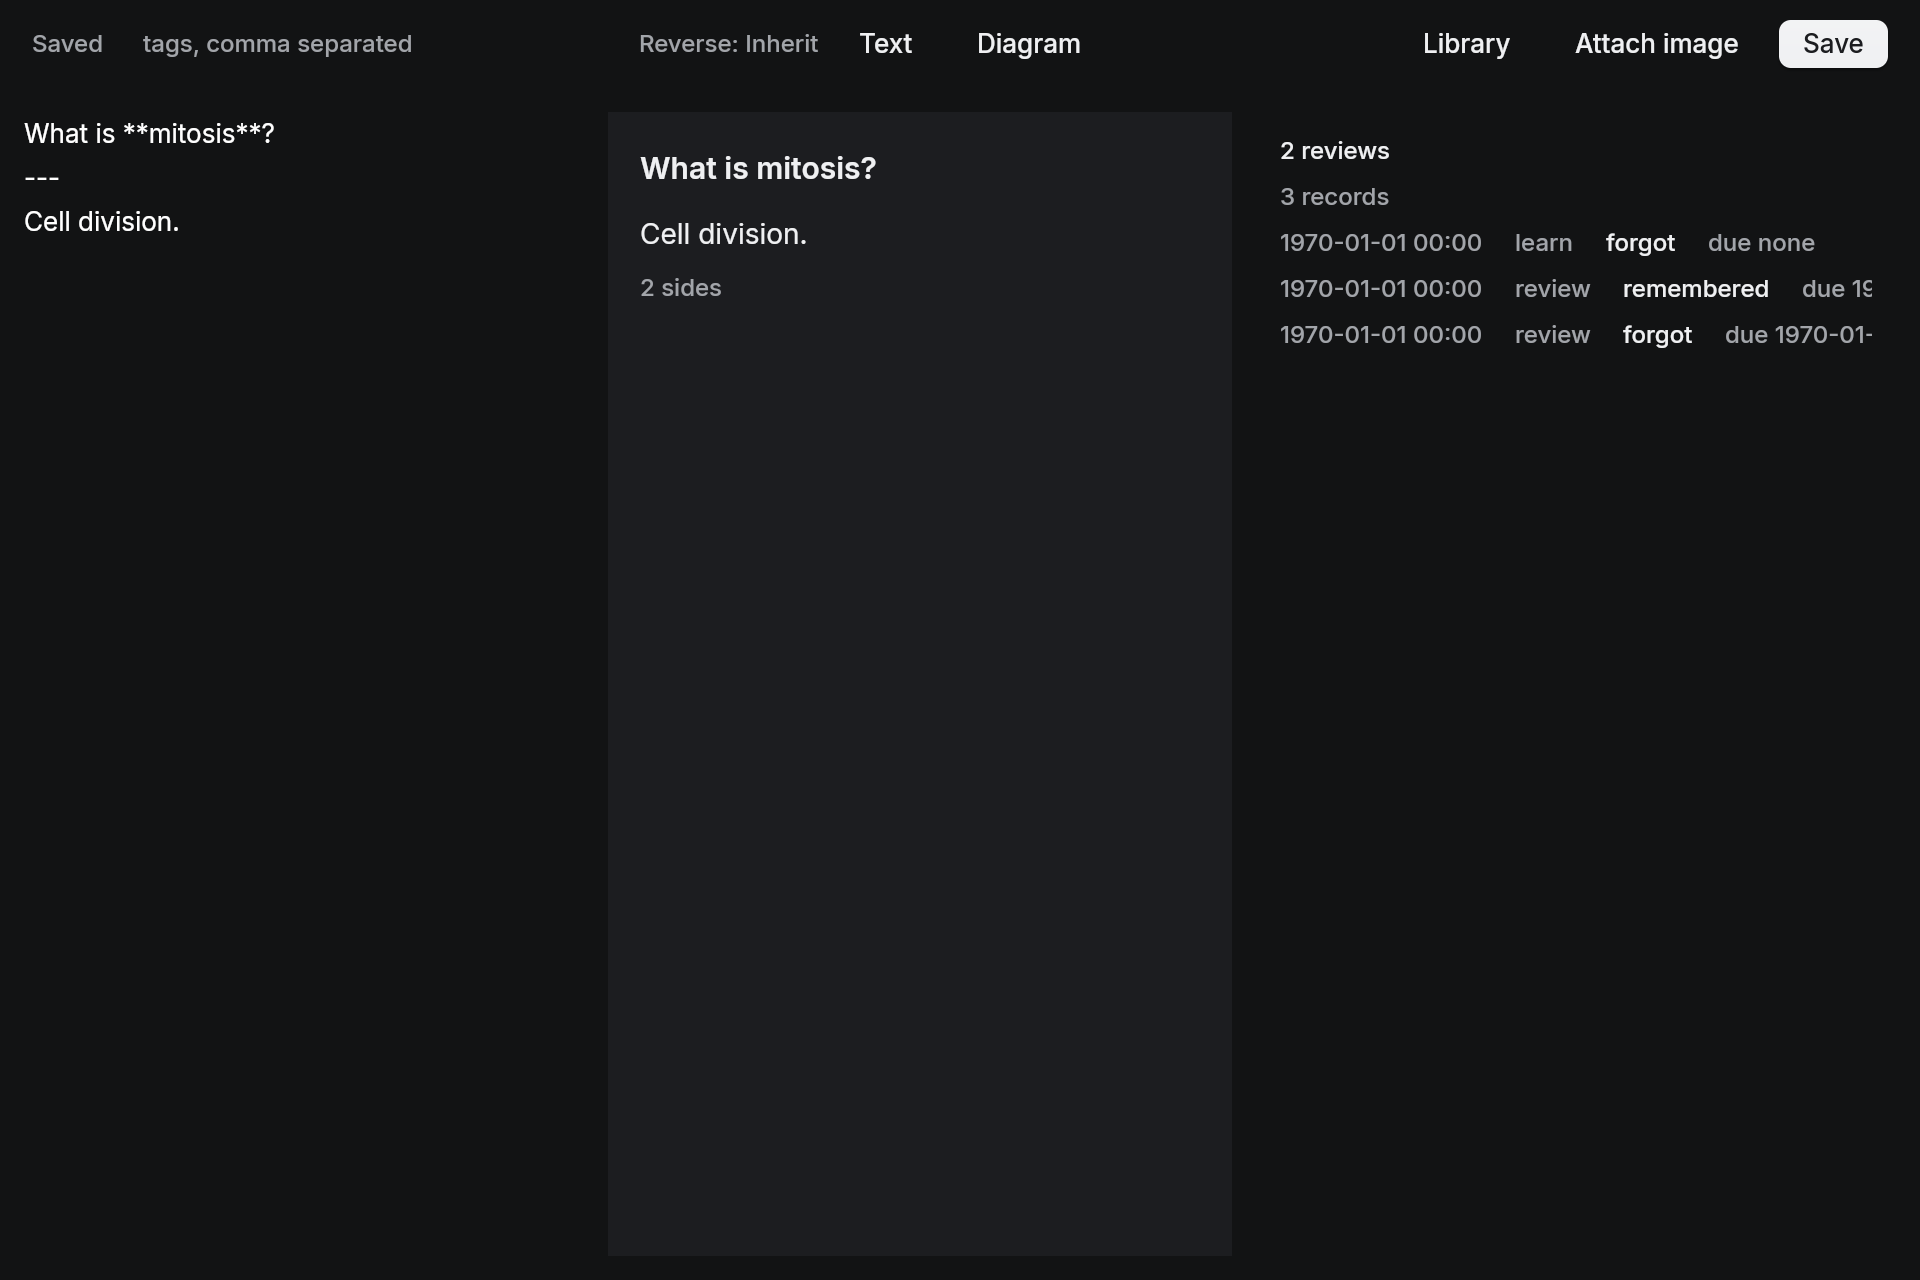 Saved tags, comma separated Reverse: Inherit Text Diagram Library Attach image Save
What is **mitosis**?
---
Cell division.
What is mitosis?
Cell division.
2 sides
2 reviews
3 records
1970-01-01 00:00 learn forgot due none
1970-01-01 00:00 review remembered due 19
1970-01-01 00:00 review forgot due 1970-01-